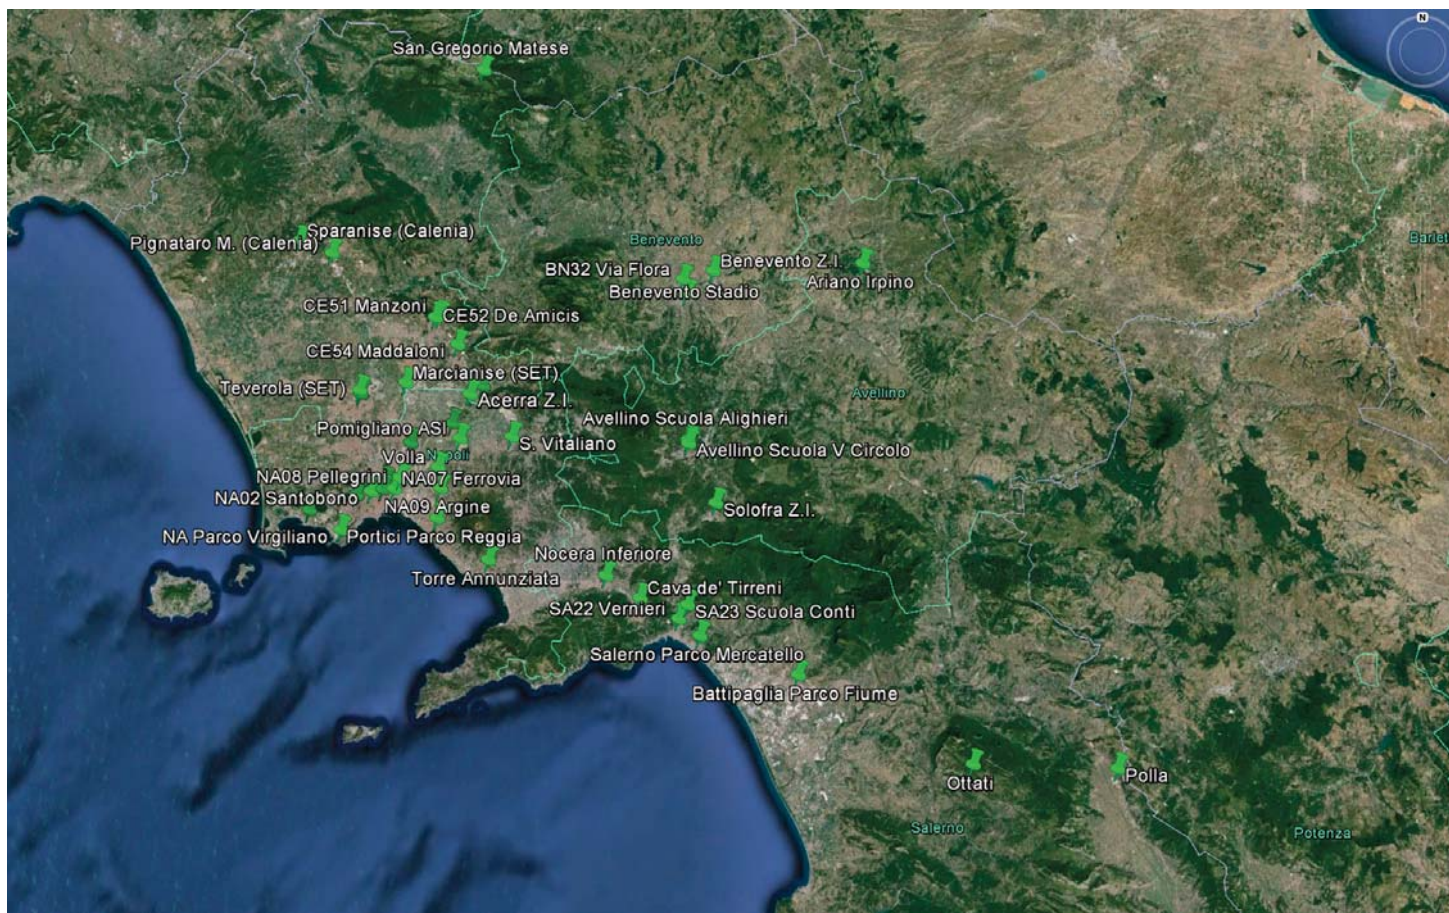 N
San Gregorio Matese
Sparanise (Calenia)
Pignataro M. (Calenia)
Benevento
Barlet
BN32 Via Flora
Benevento Z.I.
Benevento Stadio
Ariano Irpino
CE51 Manzoni
CE52 De Amicis
CE54 Maddaloni
Marcianise (SET)
Teverola (SET)
Acerra Z.I.
Avellino
Avellino Scuola Alighieri
Pomigliano ASI
S. Vitaliano
Avellino Scuola V Circolo
Volla
Napoli
NA08 Pellegrini
NA07 Ferrovia
NA02 Santobono
NA09 Argine
Solofra Z.I.
NA Parco Virgiliano
Portici Parco Reggia
Nocera Inferiore
Torre Annunziata
Cava de' Tirreni
SA22 Vernieri
SA23 Scuola Conti
Salerno Parco Mercatello
Battipaglia Parco Fiume
Ottati
Polla
Salerno
Potenza